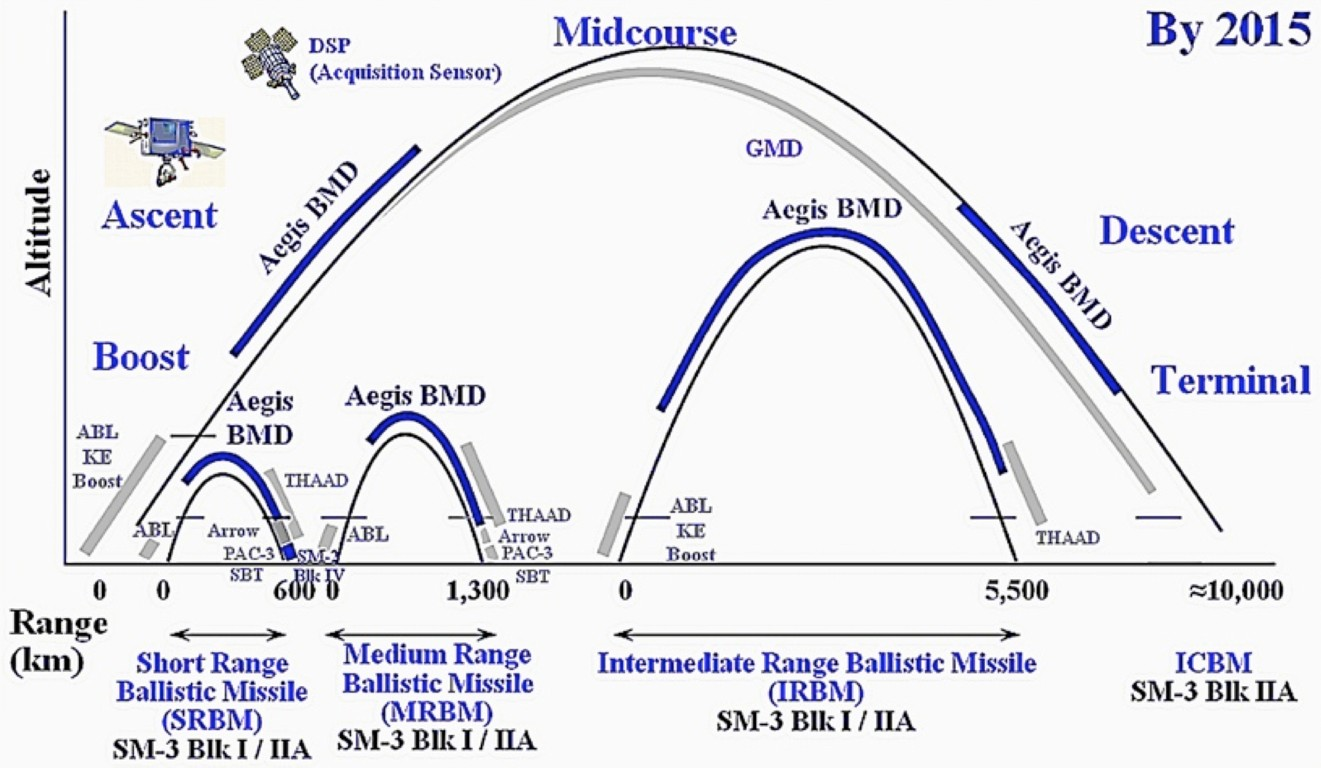 Midcourse
By 2015
DSP
(Acquisition Sensor)
Altitude
Ascent
Aegis BMD
GMD
Aegis BMD
Descent
Aegis BMD
Boost
Terminal
Aegis
BMD
Aegis BMD
ABL
KE
Boost
THAAD
ABL
Arrow
PAC-3
SBT
SM-2
Blk IV
ABL
THAAD
Arrow
PAC-3
SBT
ABL
KE
Boost
THAAD
0
0
600
0
1,300
0
5,500
≈10,000
Range
(km)
Short Range
Ballistic Missile
(SRBM)
SM-3 Blk I / IIA
Medium Range
Ballistic Missile
(MRBM)
SM-3 Blk I / IIA
Intermediate Range Ballistic Missile
(IRBM)
SM-3 Blk I / IIA
ICBM
SM-3 Blk IIA